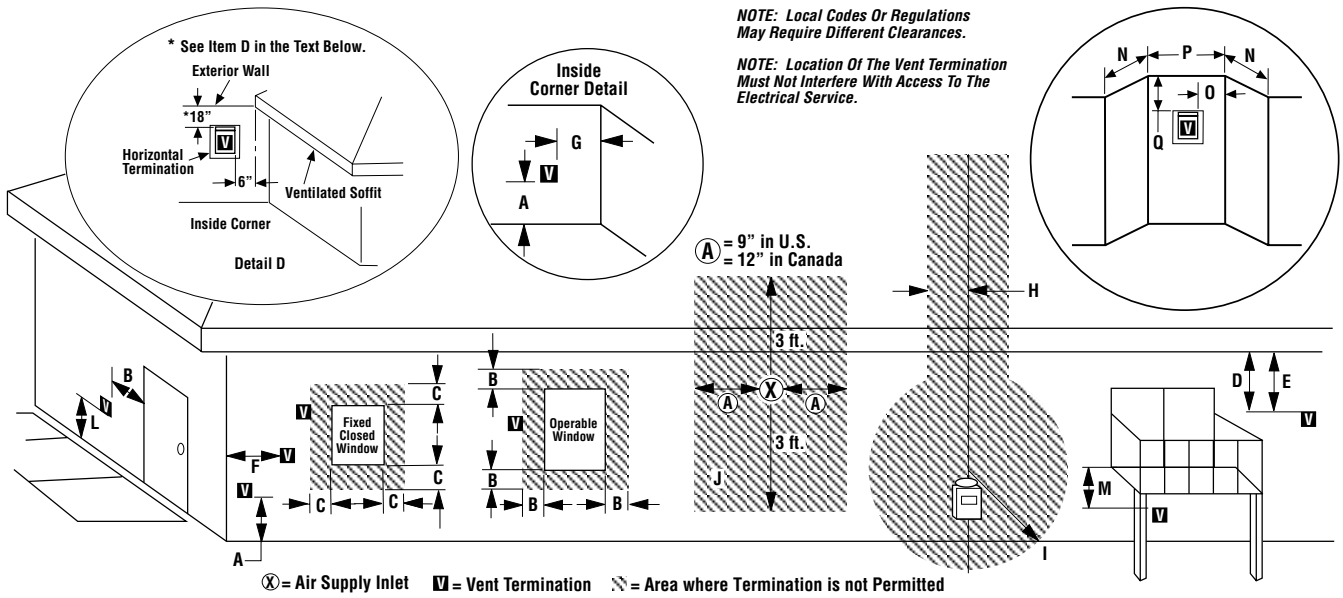 * See Item D in the Text Below.
Exterior Wall
*18”
V
Horizontal
Termination
6”
Ventilated Soffit
Inside Corner
Detail D
Inside
Corner Detail
G
V
A
NOTE: Local Codes Or Regulations
May Require Different Clearances.
NOTE: Location Of The Vent Termination
Must Not Interfere With Access To The
Electrical Service.
N P N
O
Q
V
A = 9” in U.S.
= 12” in Canada
H
3 ft.
X
A A
3 ft.
J
I
B
V
L
F V
V
A
V
Fixed
Closed
Window
C
C
C C
B
V
Operable
Window
B
B B
D E
V
M
V
X = Air Supply Inlet V = Vent Termination = Area where Termination is not Permitted